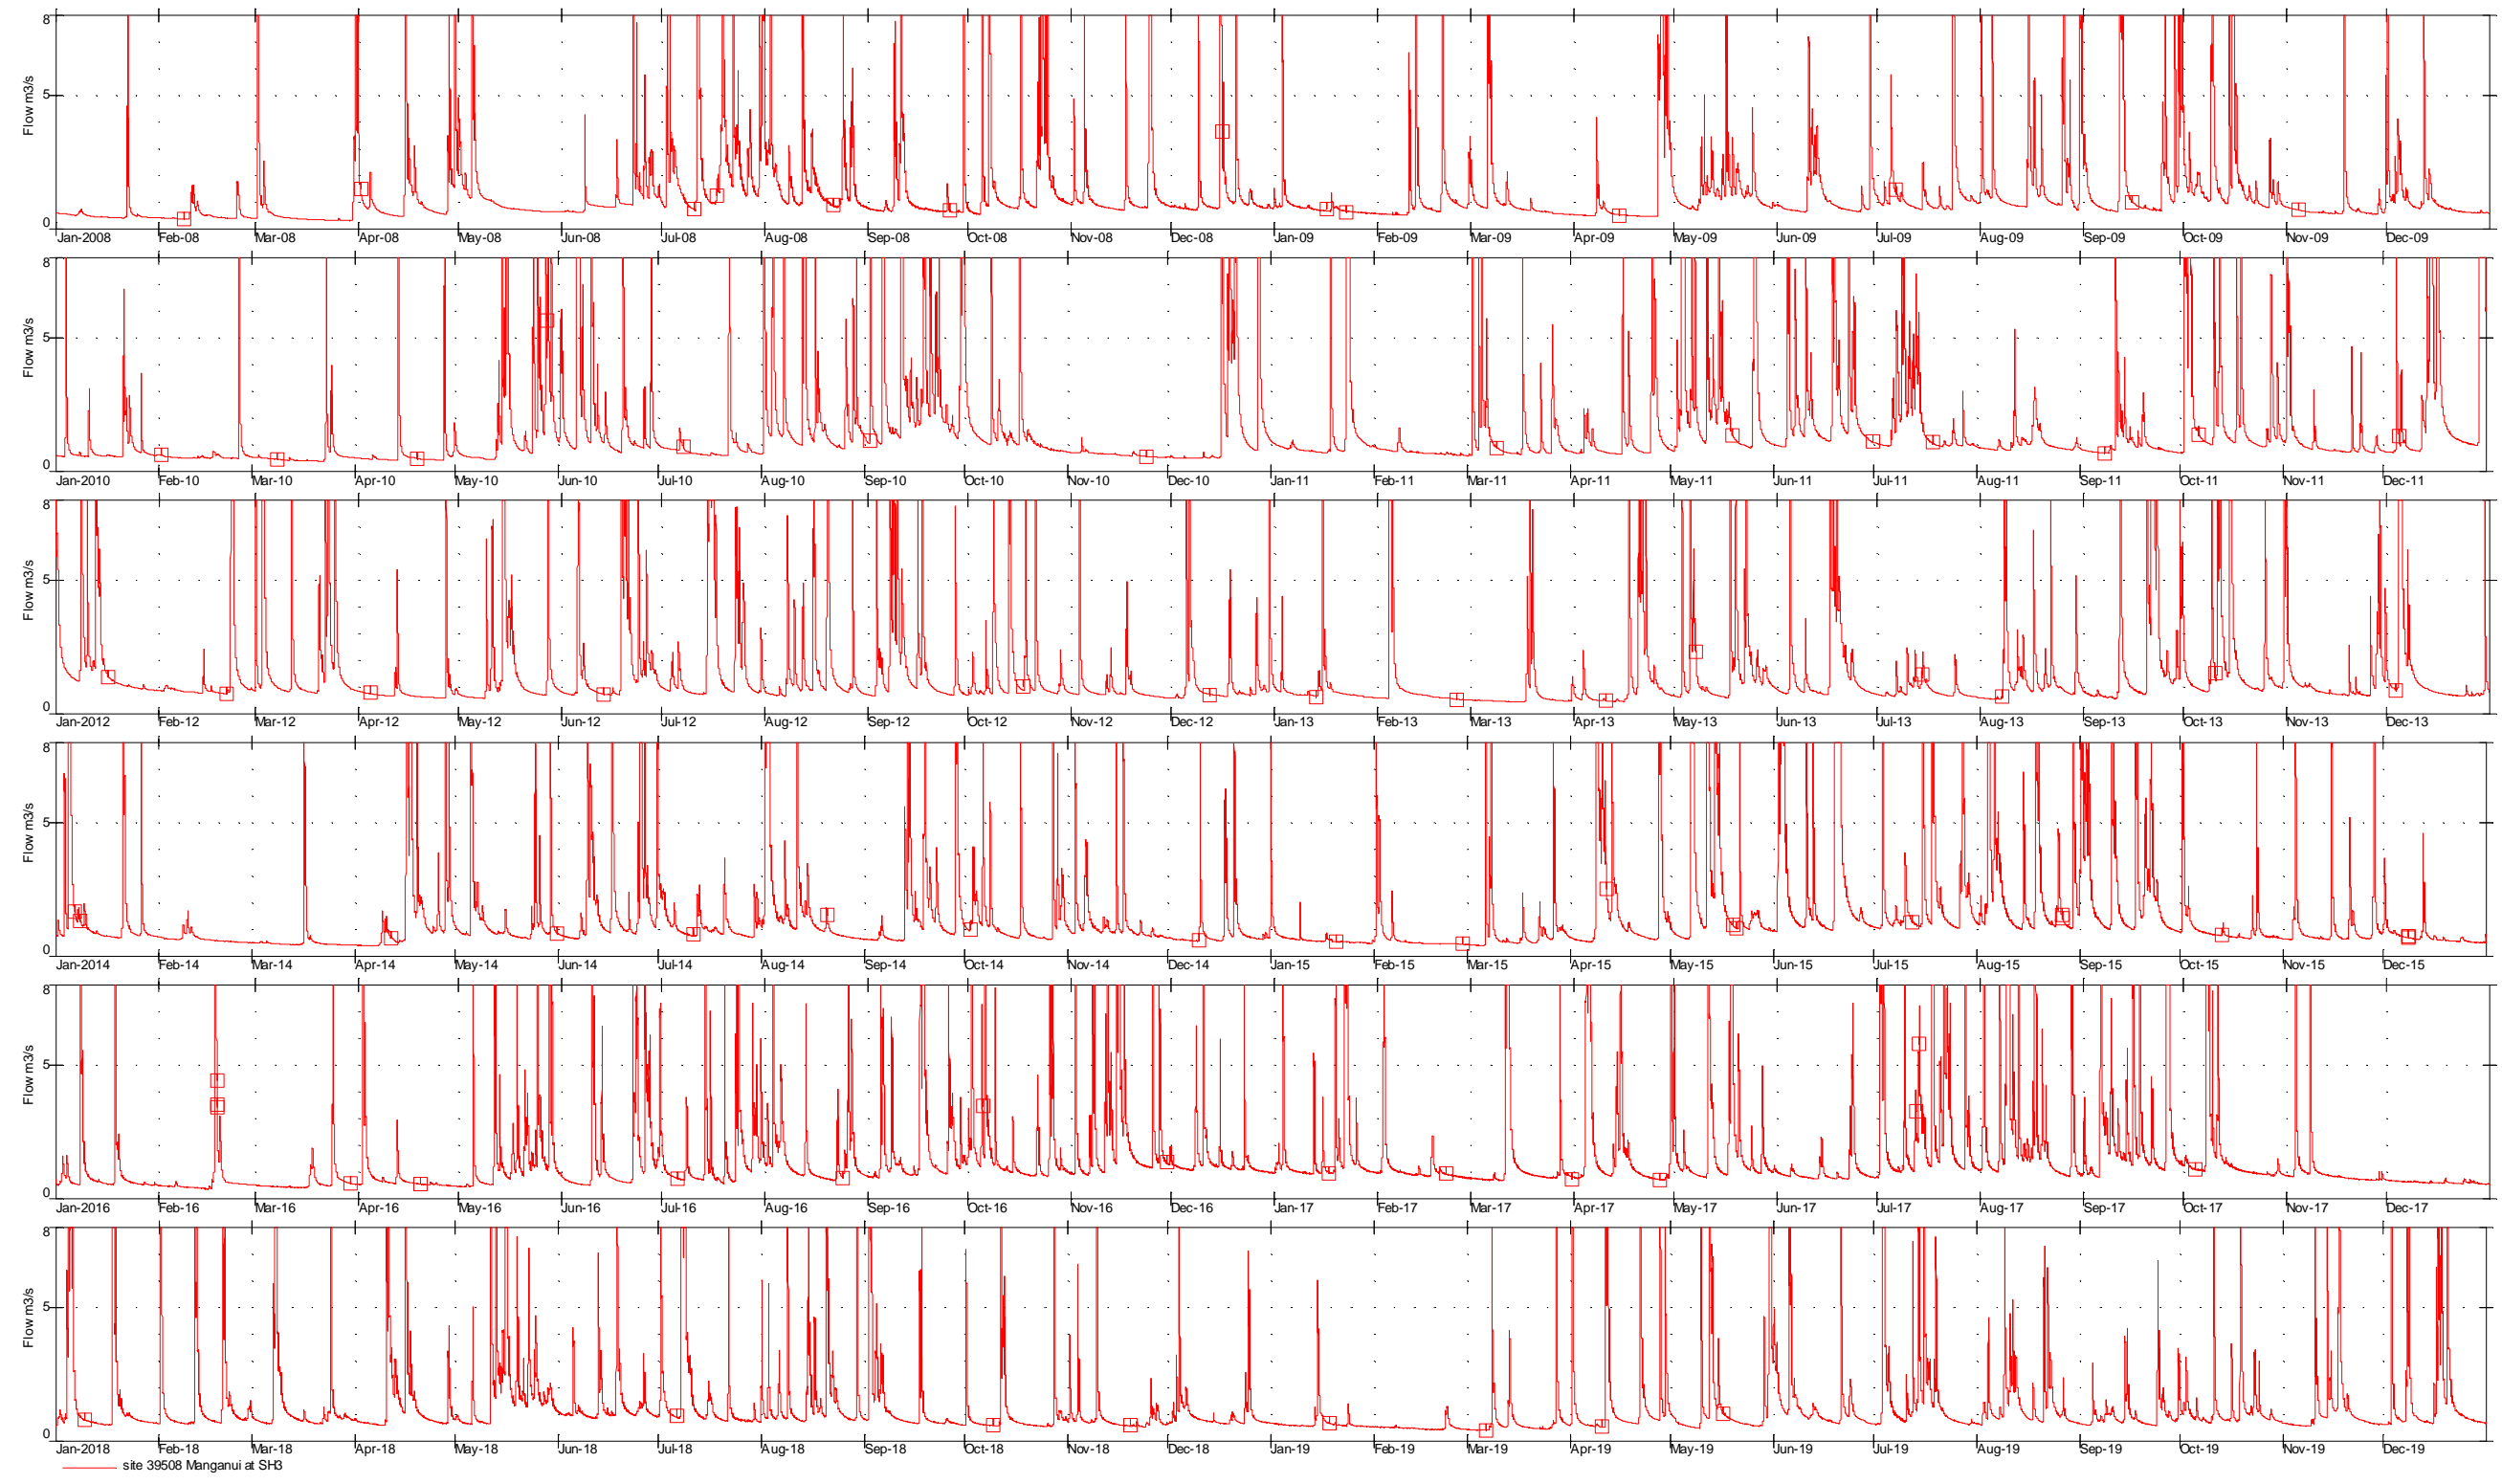 8
5
0
Flow m3/s
Jan-2008 Feb-08 Mar-08 Apr-08 May-08 Jun-08 Jul-08 Aug-08 Sep-08 Oct-08 Nov-08 Dec-08 Jan-09 Feb-09 Mar-09 Apr-09 May-09 Jun-09 Jul-09 Aug-09 Sep-09 Oct-09 Nov-09 Dec-09
8
5
0
Flow m3/s
Jan-2010 Feb-10 Mar-10 Apr-10 May-10 Jun-10 Jul-10 Aug-10 Sep-10 Oct-10 Nov-10 Dec-10 Jan-11 Feb-11 Mar-11 Apr-11 May-11 Jun-11 Jul-11 Aug-11 Sep-11 Oct-11 Nov-11 Dec-11
8
5
0
Flow m3/s
Jan-2012 Feb-12 Mar-12 Apr-12 May-12 Jun-12 Jul-12 Aug-12 Sep-12 Oct-12 Nov-12 Dec-12 Jan-13 Feb-13 Mar-13 Apr-13 May-13 Jun-13 Jul-13 Aug-13 Sep-13 Oct-13 Nov-13 Dec-13
8
5
0
Flow m3/s
Jan-2014 Feb-14 Mar-14 Apr-14 May-14 Jun-14 Jul-14 Aug-14 Sep-14 Oct-14 Nov-14 Dec-14 Jan-15 Feb-15 Mar-15 Apr-15 May-15 Jun-15 Jul-15 Aug-15 Sep-15 Oct-15 Nov-15 Dec-15
8
5
0
Flow m3/s
Jan-2016 Feb-16 Mar-16 Apr-16 May-16 Jun-16 Jul-16 Aug-16 Sep-16 Oct-16 Nov-16 Dec-16 Jan-17 Feb-17 Mar-17 Apr-17 May-17 Jun-17 Jul-17 Aug-17 Sep-17 Oct-17 Nov-17 Dec-17
8
5
0
Flow m3/s
Jan-2018 Feb-18 Mar-18 Apr-18 May-18 Jun-18 Jul-18 Aug-18 Sep-18 Oct-18 Nov-18 Dec-18 Jan-19 Feb-19 Mar-19 Apr-19 May-19 Jun-19 Jul-19 Aug-19 Sep-19 Oct-19 Nov-19 Dec-19
site 39508 Manganui at SH3